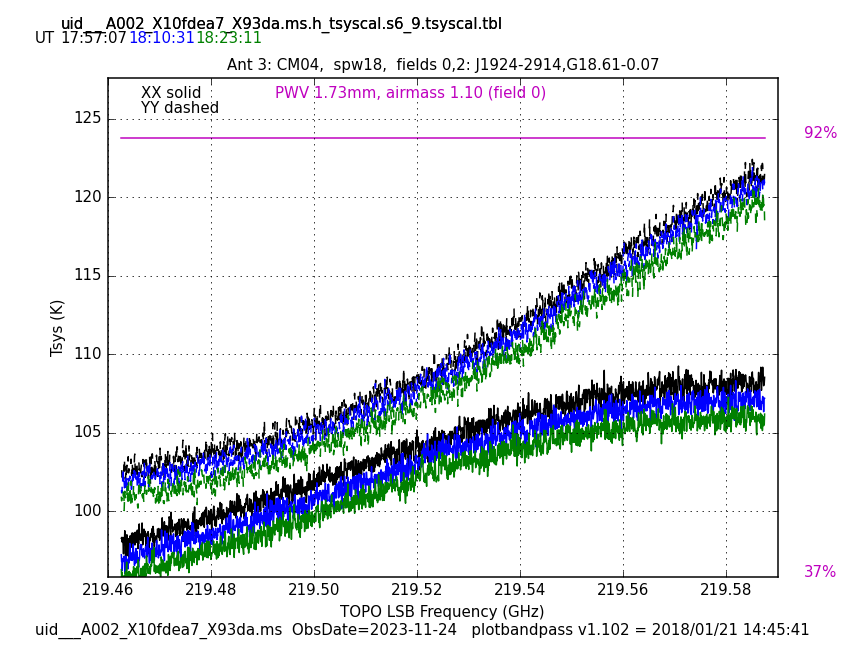 uid___A002_X10fdea7_X93da.ms.h_tsyscal.s6_9.tsyscal.tbl
UT 17:57:07 18:10:31 18:23:11
Ant 3: CM04,  spw18,  fields 0,2: J1924-2914,G18.61-0.07
XX solid
PWV 1.73mm, airmass 1.10 (field 0)
YY dashed
125
92%
120
115
Tsys (K)
110
105
100
37%
219.46 219.48 219.50 219.52 219.54 219.56 219.58
TOPO LSB Frequency (GHz)
uid___A002_X10fdea7_X93da.ms  ObsDate=2023-11-24   plotbandpass v1.102 = 2018/01/21 14:45:41